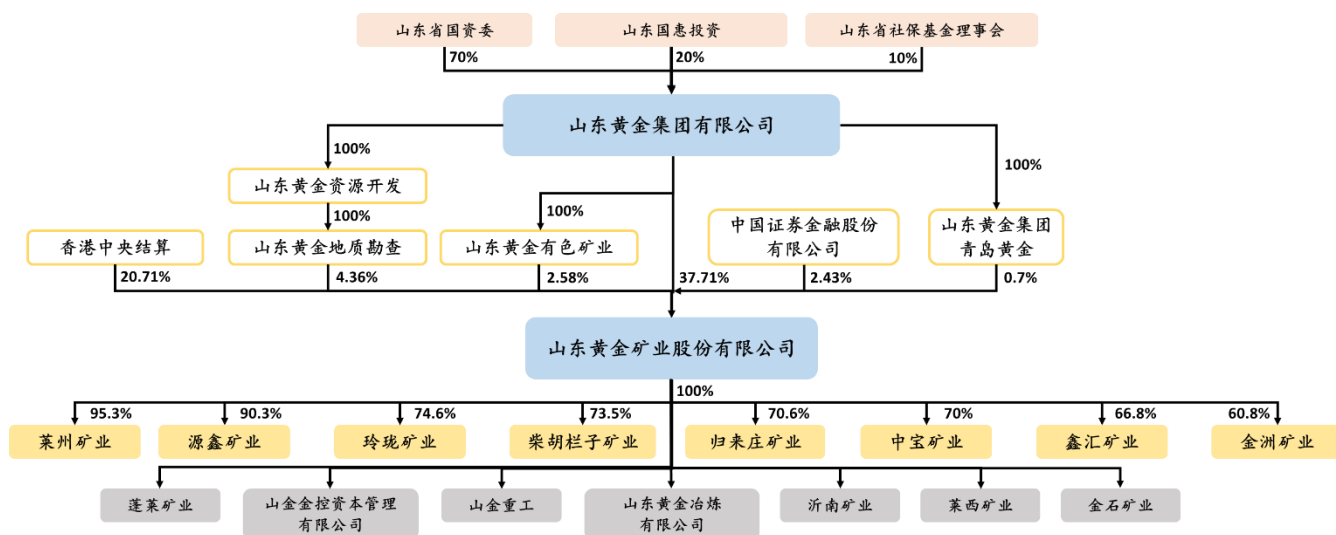 山东省国资委
山东国惠投资
山东省社保基金理事会
70%
20%
10%
山东黄金集团有限公司
100%
100%
山东黄金资源开发
100%
100%
香港中央结算
山东黄金地质勘查
山东黄金有色矿业
中国证券金融股份
有限公司
山东黄金集团
青岛黄金
20.71%
4.36%
2.58%
37.71%
2.43%
0.7%
山东黄金矿业股份有限公司
100%
95.3%
90.3%
74.6%
73.5%
70.6%
70%
66.8%
60.8%
莱州矿业
源鑫矿业
玲珑矿业
柴胡栏子矿业
归来庄矿业
中宝矿业
鑫汇矿业
金洲矿业
蓬莱矿业
山金金控资本管理
有限公司
山金重工
山东黄金冶炼
有限公司
沂南矿业
莱西矿业
金石矿业